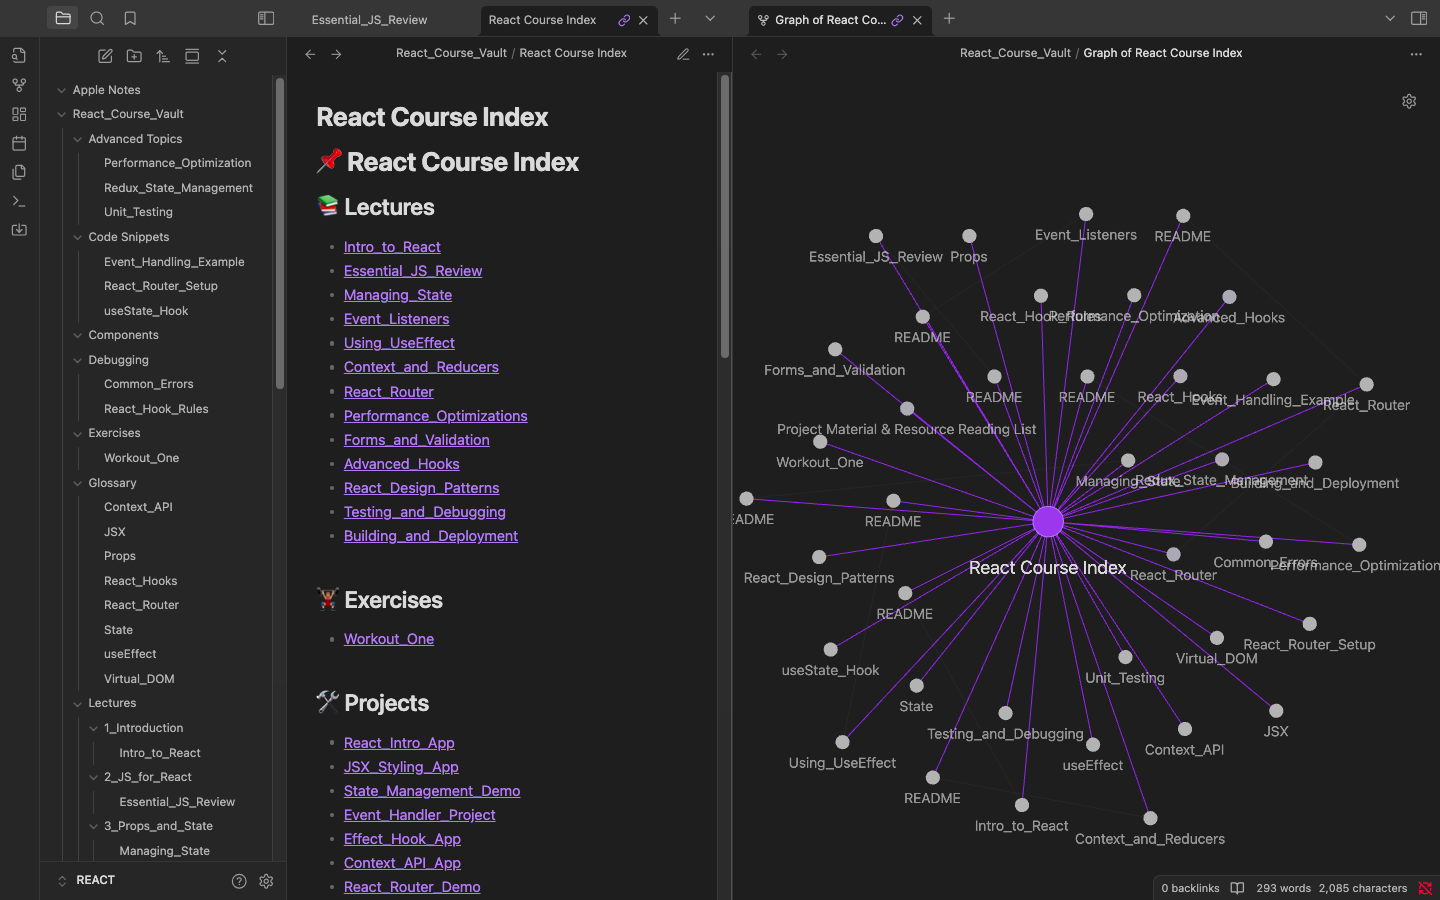 Essential_JS_Review
React Course Index
Graph of React Co...
React_Course_Vault / React Course Index
React_Course_Vault / Graph of React Course Index
Apple Notes
React_Course_Vault
Advanced Topics
Performance_Optimization
Redux_State_Management
Unit_Testing
Code Snippets
Event_Handling_Example
React_Router_Setup
useState_Hook
Components
Debugging
Common_Errors
React_Hook_Rules
Exercises
Workout_One
Glossary
Context_API
JSX
Props
React_Hooks
React_Router
State
useEffect
Virtual_DOM
Lectures
1_Introduction
Intro_to_React
2_JS_for_React
Essential_JS_Review
3_Props_and_State
Managing_State
REACT
React Course Index
React Course Index
Lectures
Intro_to_React
Essential_JS_Review
Managing_State
Event_Listeners
Using_UseEffect
Context_and_Reducers
React_Router
Performance_Optimizations
Forms_and_Validation
Advanced_Hooks
React_Design_Patterns
Testing_and_Debugging
Building_and_Deployment
Exercises
Workout_One
Projects
React_Intro_App
JSX_Styling_App
State_Management_Demo
Event_Handler_Project
Effect_Hook_App
Context_API_App
React_Router_Demo
Event_Listeners
README
Essential_JS_Review
Props
React_Hook_Rules
Performance_Optimization
Advanced_Hooks
README
Forms_and_Validation
README
README
React_Hooks
Event_Handling_Example
React_Router
Project Material & Resource Reading List
Workout_One
Managing_State
Redux_State_Management
Building_and_Deployment
EADME
README
React Course Index
React_Design_Patterns
React_Router
Common_Errors
Performance_Optimization
README
React_Router_Setup
Virtual_DOM
useState_Hook
Unit_Testing
State
Testing_and_Debugging
JSX
Context_API
Using_UseEffect
useEffect
README
Intro_to_React
Context_and_Reducers
0 backlinks
293 words
2,085 characters